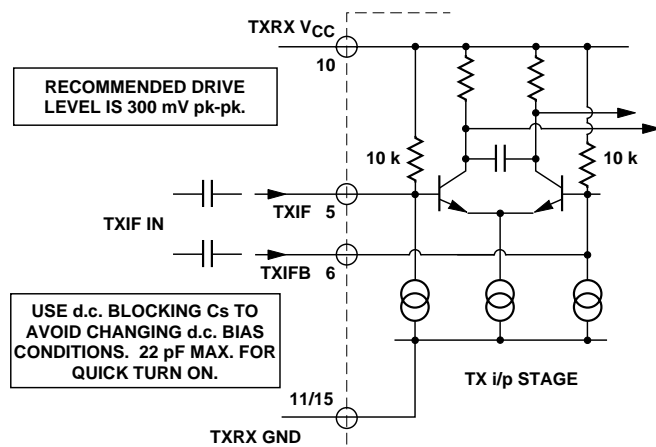 TXRX VCC
10
RECOMMENDED DRIVE
LEVEL IS 300 mV pk-pk.
10 k
10 k
TXIF IN
TXIF 5
TXIFB 6
USE d.c. BLOCKING Cs TO
AVOID CHANGING d.c. BIAS
CONDITIONS. 22 pF MAX. FOR
QUICK TURN ON.
TX i/p STAGE
11/15
TXRX GND